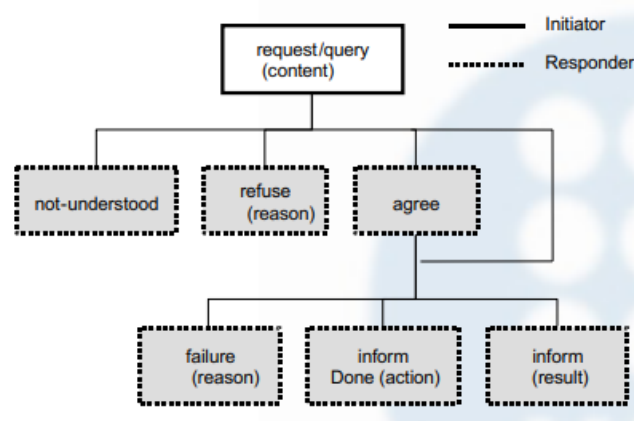 request/query
(content)
Initiator
Responder
not-understood
refuse
(reason)
agree
failure
(reason)
inform
Done (action)
inform
(result)